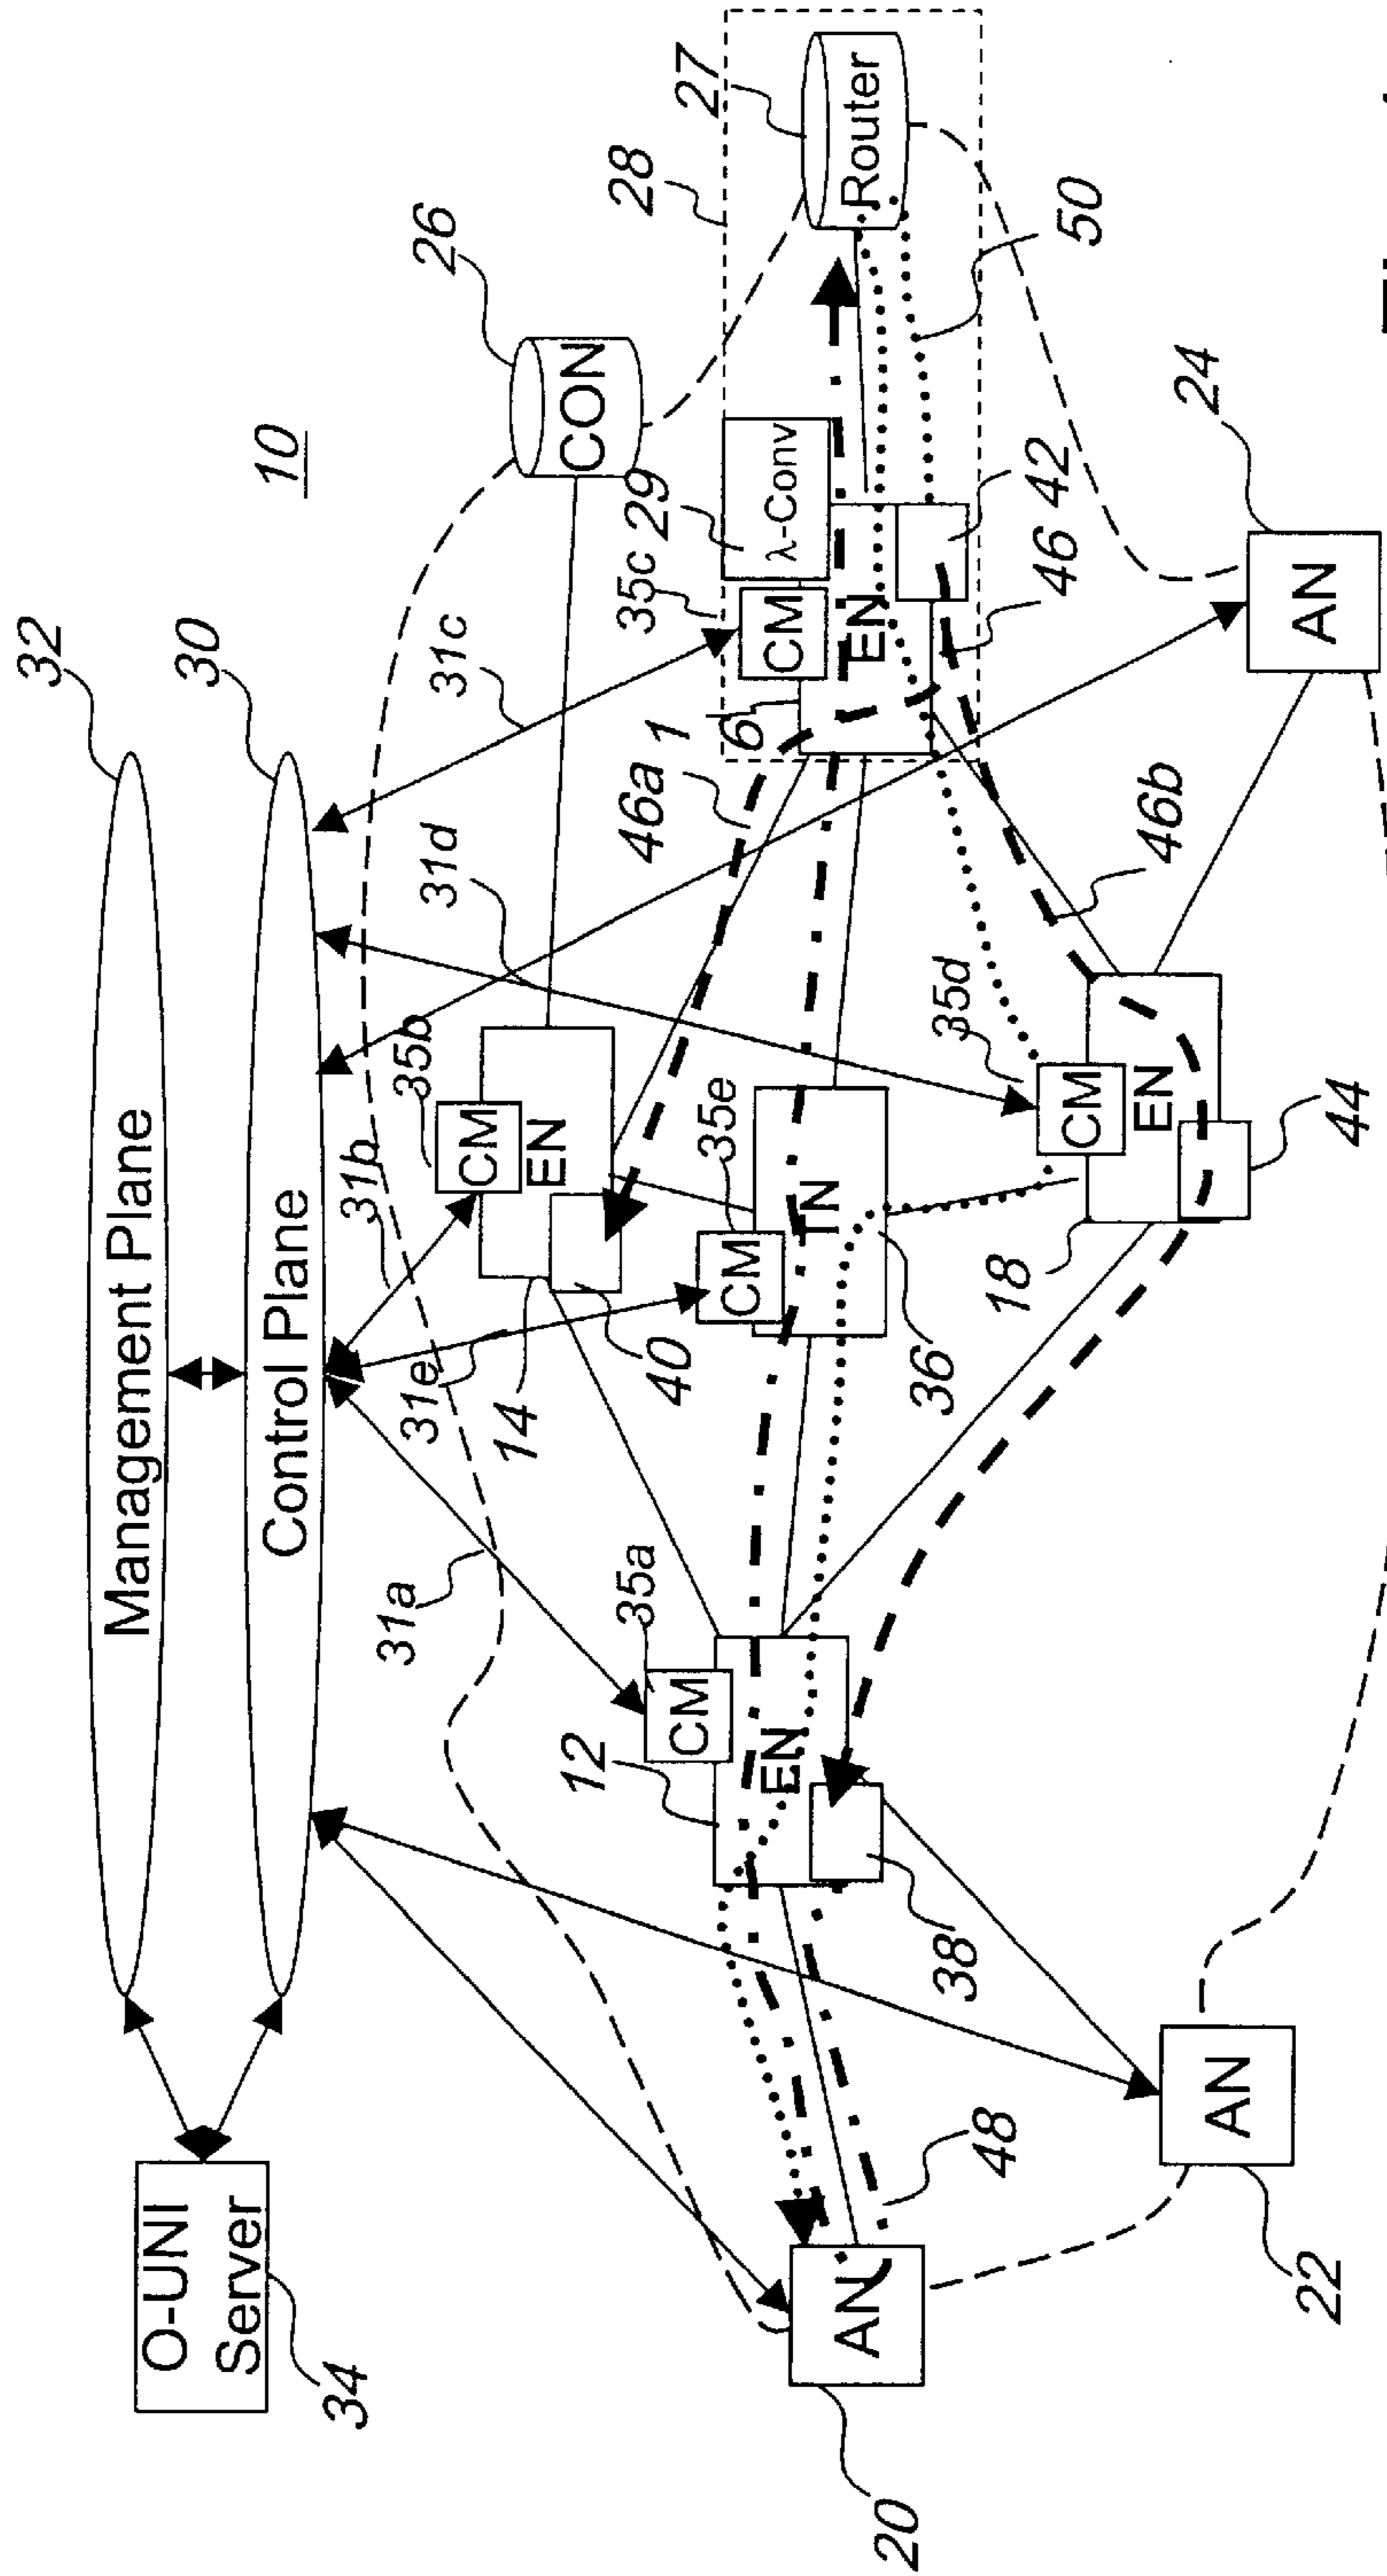 32
Management Plane
30
Control Plane
O-UNI
Server
34
10
26
CON
28
27
Router
31c
31d
31b
31e
31a
35c
29
λ-Conv
CM
EN
42
46
50
1
6
46a
46b
35b
CM
EN
14
40
35e
CM
TN
36
35d
CM
EN
18
44
35a
CM
12
EN
38
48
AN
20
AN
22
24
AN